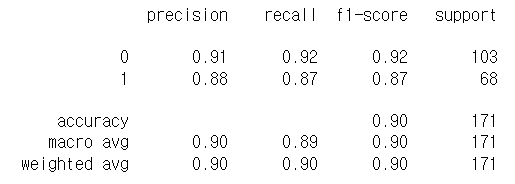 precision recall f1-score support
0 0.91 0.92 0.92 103
1 0.88 0.87 0.87 68
accuracy 0.90 171
macro avg 0.90 0.89 0.90 171
weighted avg 0.90 0.90 0.90 171